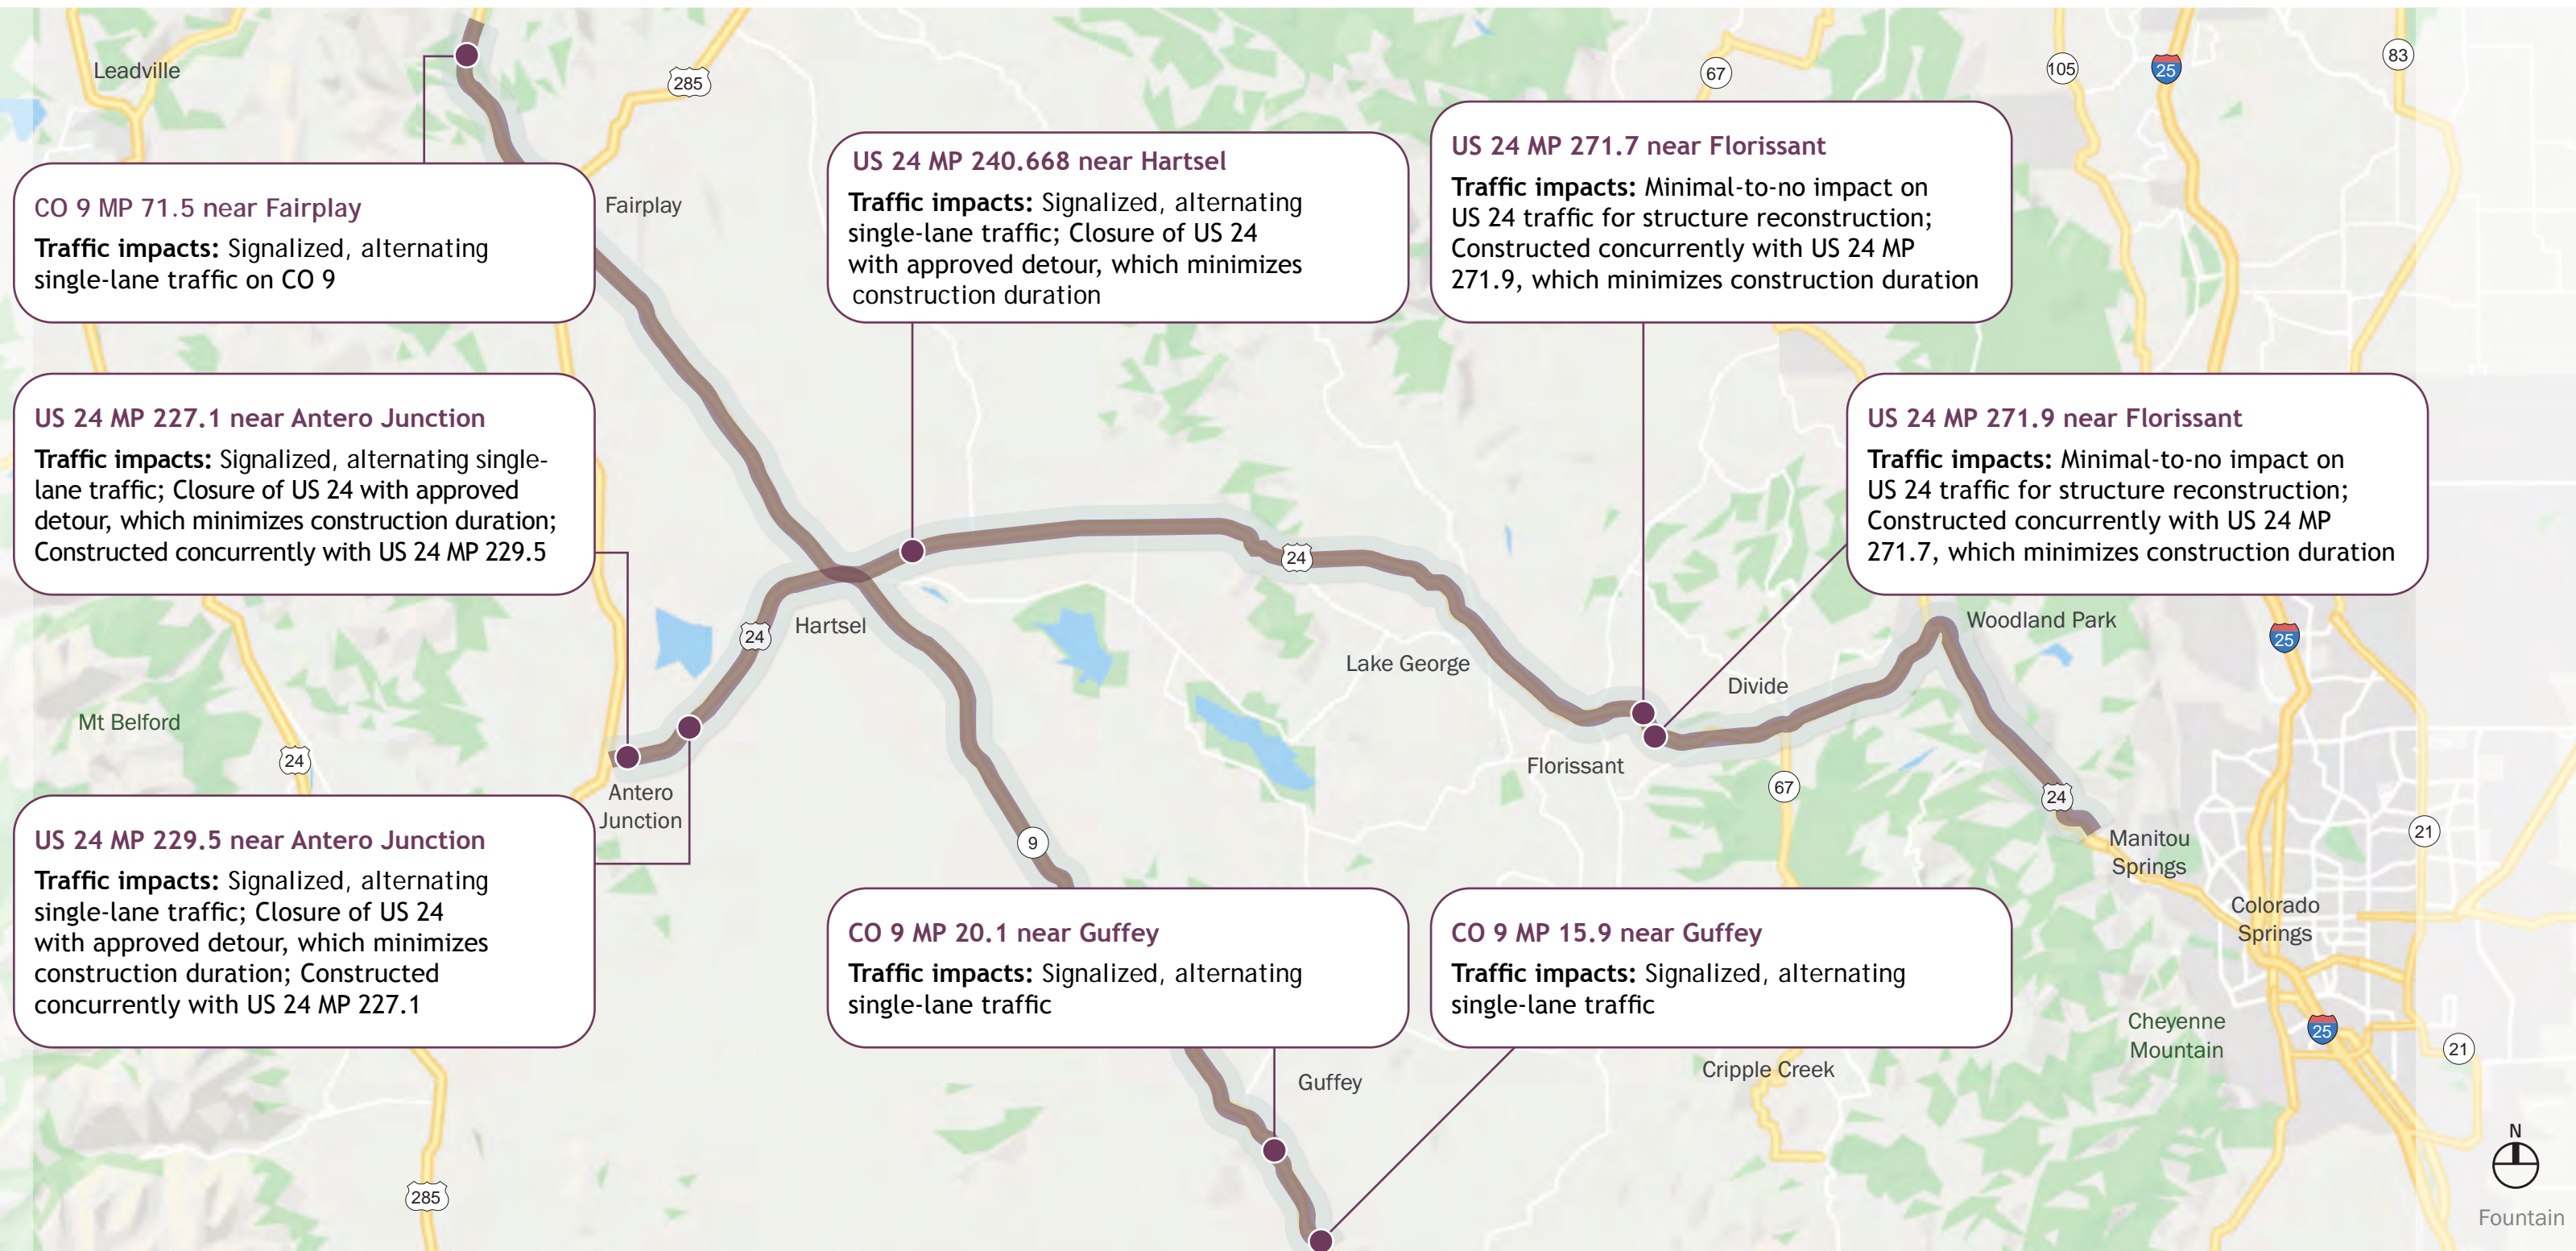 Leadville
285
67
105
25
83
CO 9 MP 71.5 near Fairplay
Traffic impacts: Signalized, alternating
single-lane traffic on CO 9
Fairplay
US 24 MP 240.668 near Hartsel
Traffic impacts: Signalized, alternating
single-lane traffic; Closure of US 24
with approved detour, which minimizes
construction duration
US 24 MP 271.7 near Florissant
Traffic impacts: Minimal-to-no impact on
US 24 traffic for structure reconstruction;
Constructed concurrently with US 24 MP
271.9, which minimizes construction duration
US 24 MP 227.1 near Antero Junction
Traffic impacts: Signalized, alternating single-
lane traffic; Closure of US 24 with approved
detour, which minimizes construction duration;
Constructed concurrently with US 24 MP 229.5
US 24 MP 271.9 near Florissant
Traffic impacts: Minimal-to-no impact on
US 24 traffic for structure reconstruction;
Constructed concurrently with US 24 MP
271.7, which minimizes construction duration
24
24
Hartsel
Woodland Park
25
Lake George
Divide
Mt Belford
24
Florissant
67
24
Antero
Junction
9
Manitou
Springs
21
US 24 MP 229.5 near Antero Junction
Traffic impacts: Signalized, alternating
single-lane traffic; Closure of US 24
with approved detour, which minimizes
construction duration; Constructed
concurrently with US 24 MP 227.1
CO 9 MP 20.1 near Guffey
Traffic impacts: Signalized, alternating
single-lane traffic
CO 9 MP 15.9 near Guffey
Traffic impacts: Signalized, alternating
single-lane traffic
Colorado
Springs
Cheyenne
Mountain
25
21
Guffey
Cripple Creek
285
N
Fountain